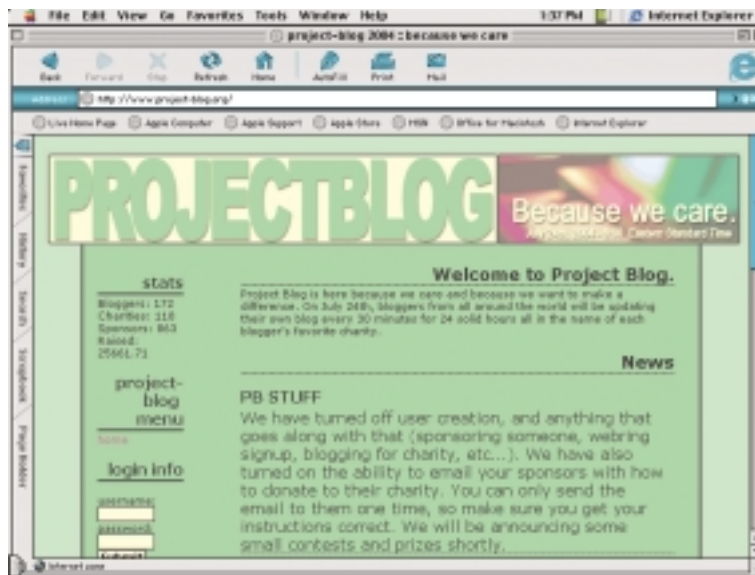 File Edit View Go Favorites Tools Window Help 1:37 PM Internet Explorer
project-blog 2004 :: because we care
Back Forward Stop Refresh Home AutoFill Print Mail
address http://www.project-blog.org/
Live Home Page Apple Computer Apple Support Apple Store MSN Office for Macintosh Internet Explorer
Favorites
History
Search
Scrapbook
Page Holder
PROJECTBLOG
Because we care.
Central Standard Time
stats
Bloggers: 172
Charities: 118
Sponsors: 863
Raised:
25661.71
project-
blog
menu
home
login info
username:
password:
submit
Welcome to Project Blog.
Project Blog is here because we care and because we want to make a
difference. On July 24th, bloggers from all around the world will be updating
their own blog every 30 minutes for 24 solid hours all in the name of each
blogger's favorite charity.
News
PB STUFF
We have turned off user creation, and anything that
goes along with that (sponsoring someone, webring
signup, blogging for charity, etc...). We have also
turned on the ability to email your sponsors with how
to donate to their charity. You can only send the
email to them one time, so make sure you get your
instructions correct. We will be announcing some
small contests and prizes shortly.
Internet zone